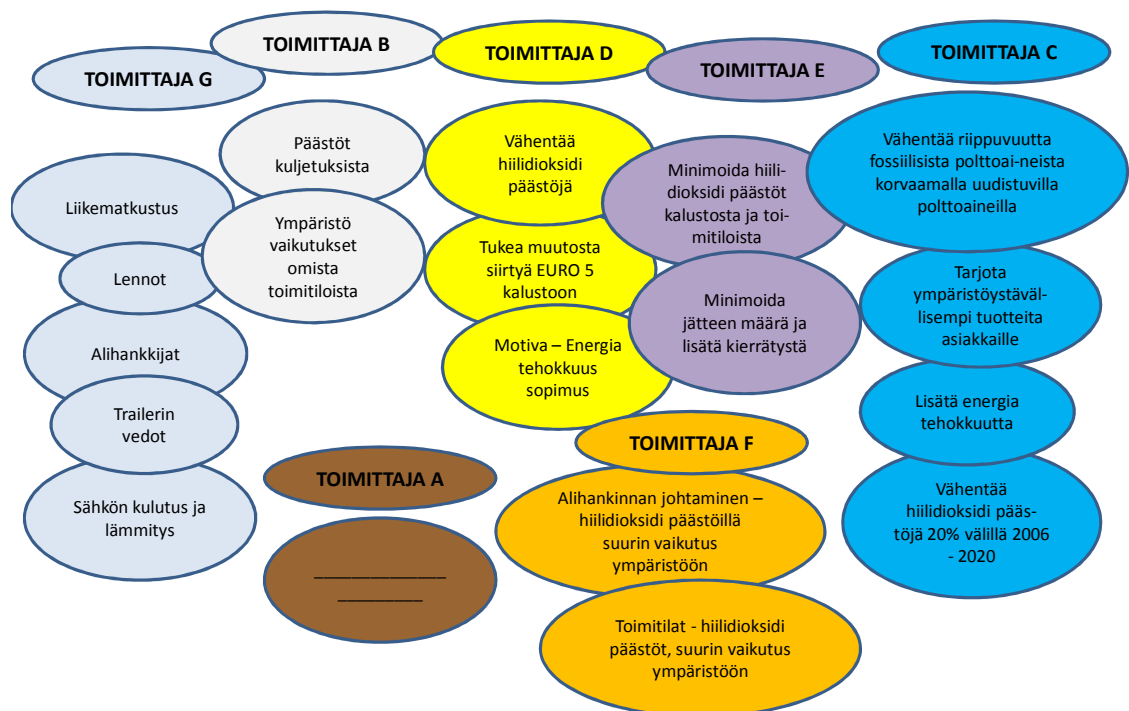 TOIMITTAJA G
Liikematkustus
Lennot
Alihankkijat
Trailerin
vedot
Sähkön kulutus ja
lämmitys
TOIMITTAJA B
Päästöt
kuljetuksista
Ympäristö
vaikutukset
omista
toimitiloista
TOIMITTAJA D
Vähentää
hiilidioksidi
päästöjä
Tukea muutosta
siirtyä EURO 5
kalustoon
Motiva – Energia
tehokkuus
sopimus
TOIMITTAJA E
Minimoida hiili-
dioksidi päästöt
kalustosta ja toi-
mitiloista
Minimoida
jätteen määrä ja
lisätä kierrätystä
TOIMITTAJA C
Vähentää riippuvuutta
fossiilisista polttoai-neista
korvaamalla uudistuvilla
polttoaineilla
Tarjota
ympäristöystäväl-
lisempi tuotteita
asiakkaille
Lisätä energia
tehokkuutta
Vähentää
hiilidioksidi pääs-
töjä 20% välillä 2006
- 2020
TOIMITTAJA A
_______________
__________
TOIMITTAJA F
Alihankinnan johtaminen –
hiilidioksidi päästöillä
suurin vaikutus
ympäristöön
Toimitilat - hiilidioksidi
päästöt, suurin vaikutus
ympäristöön